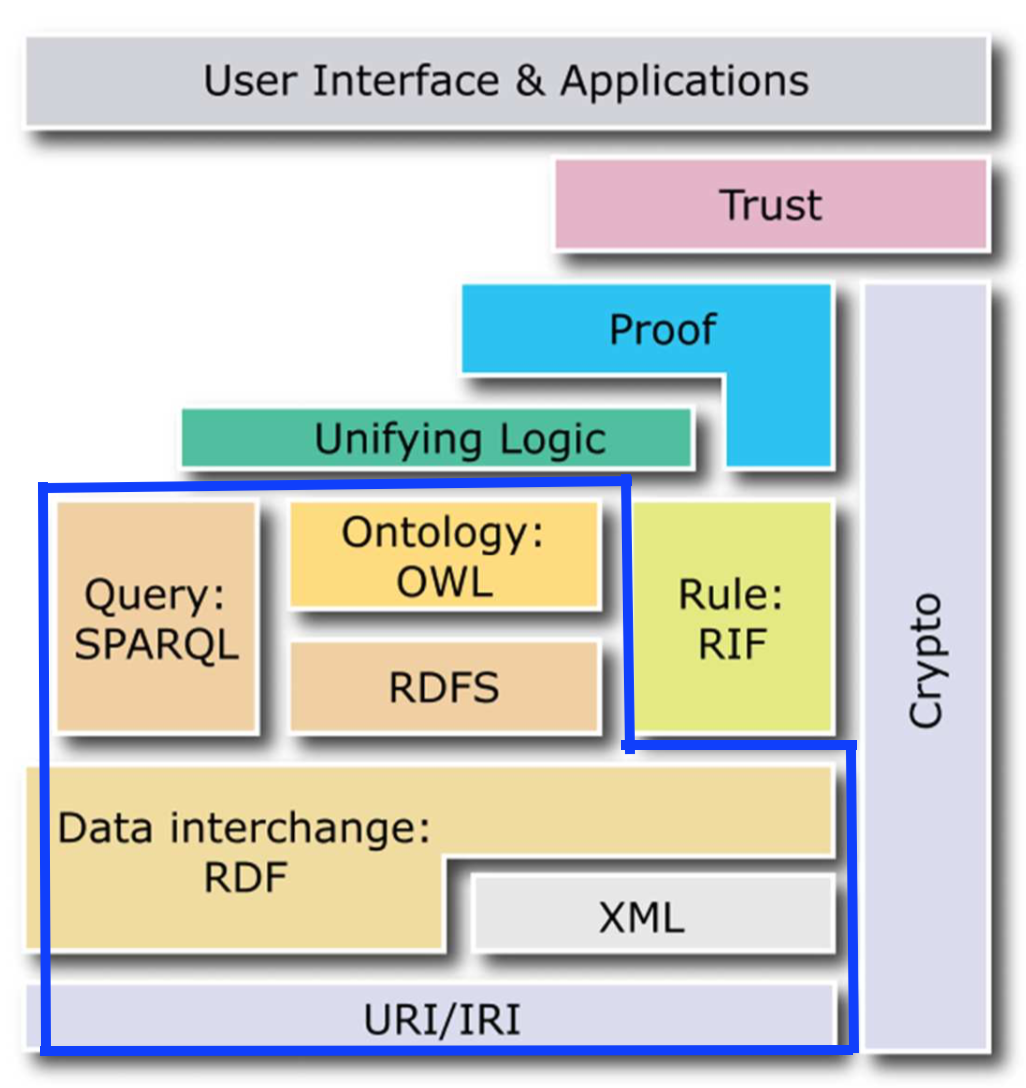 User Interface & Applications
Trust
Proof
Unifying Logic
Query:
SPARQL
Ontology:
OWL
RDFS
Rule:
RIF
Crypto
Data interchange:
RDF
XML
URI/IRI